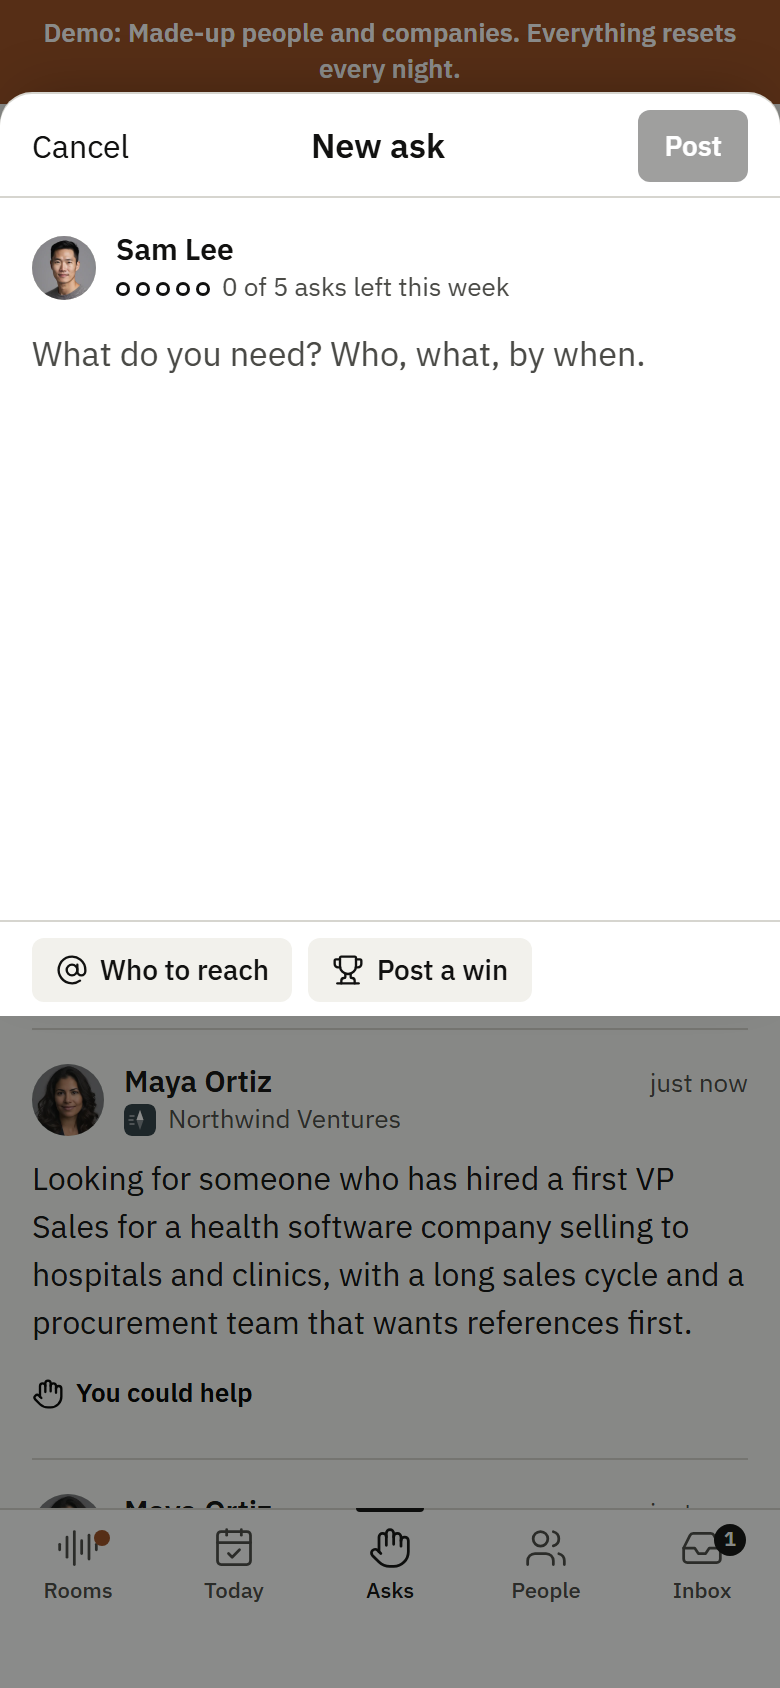 Demo: Made-up people and companies. Everything resets
every night.
Cancel
New ask
Post
Sam Lee
0 of 5 asks left this week
What do you need? Who, what, by when.
Who to reach
Post a win
Maya Ortiz
just now
Northwind Ventures
Looking for someone who has hired a first VP
Sales for a health software company selling to
hospitals and clinics, with a long sales cycle and a
procurement team that wants references first.
You could help
Maya Ortiz
Rooms
Today
Asks
People
1
Inbox